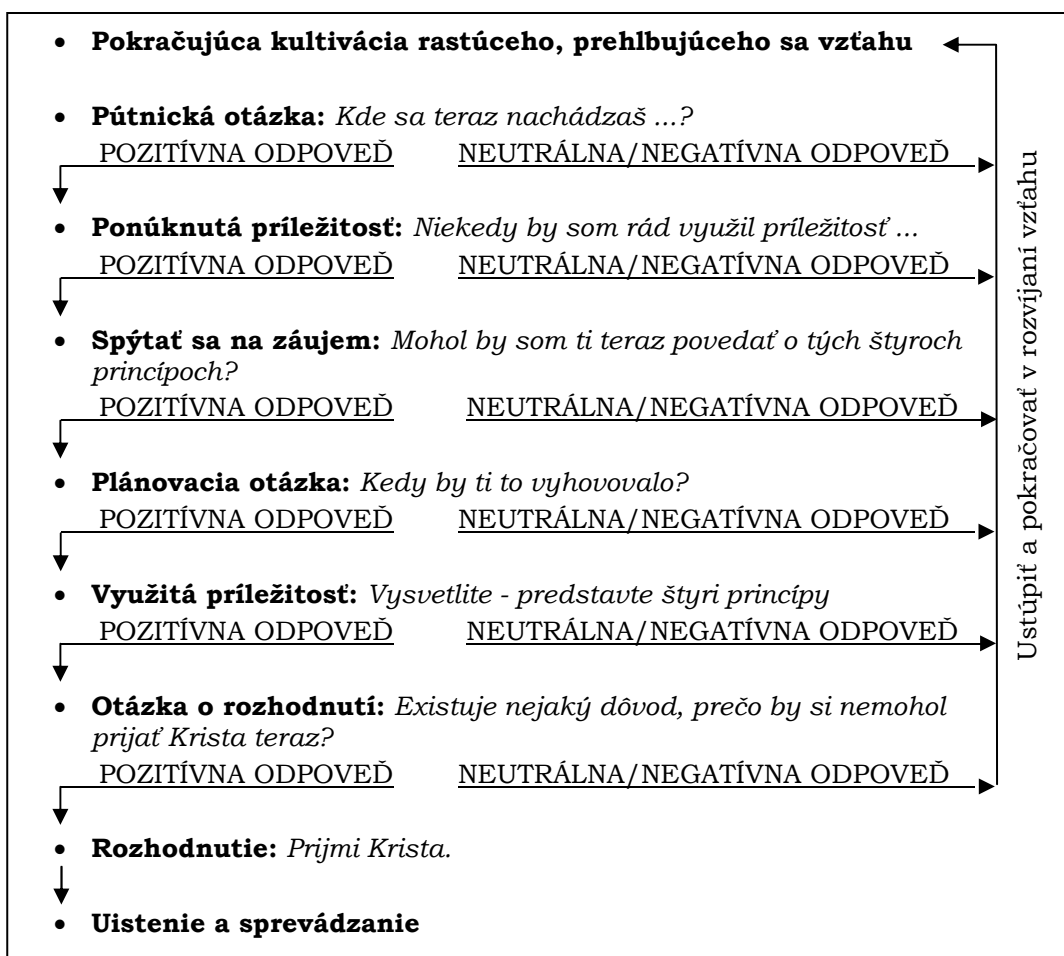 • Pokračujúca kultivácia rastúceho, prehlbujúceho sa vzťahu
• Pútnická otázka: Kde sa teraz nachádzaš ...?
POZITÍVNA ODPOVEĎ NEUTRÁLNA/NEGATÍVNA ODPOVEĎ
• Ponúknutá príležitosť: Niekedy by som rád využil príležitosť ...
POZITÍVNA ODPOVEĎ NEUTRÁLNA/NEGATÍVNA ODPOVEĎ
• Spýtať sa na záujem: Mohol by som ti teraz povedať o tých štyroch
princípoch?
POZITÍVNA ODPOVEĎ NEUTRÁLNA/NEGATÍVNA ODPOVEĎ
• Plánovacia otázka: Kedy by ti to vyhovovalo?
POZITÍVNA ODPOVEĎ NEUTRÁLNA/NEGATÍVNA ODPOVEĎ
• Využitá príležitosť: Vysvetlite - predstavte štyri princípy
POZITÍVNA ODPOVEĎ NEUTRÁLNA/NEGATÍVNA ODPOVEĎ
• Otázka o rozhodnutí: Existuje nejaký dôvod, prečo by si nemohol
prijať Krista teraz?
POZITÍVNA ODPOVEĎ NEUTRÁLNA/NEGATÍVNA ODPOVEĎ
• Rozhodnutie: Prijmi Krista.
• Uistenie a sprevádzanie
Ustúpiť a pokračovať v rozvíjaní vzťahu